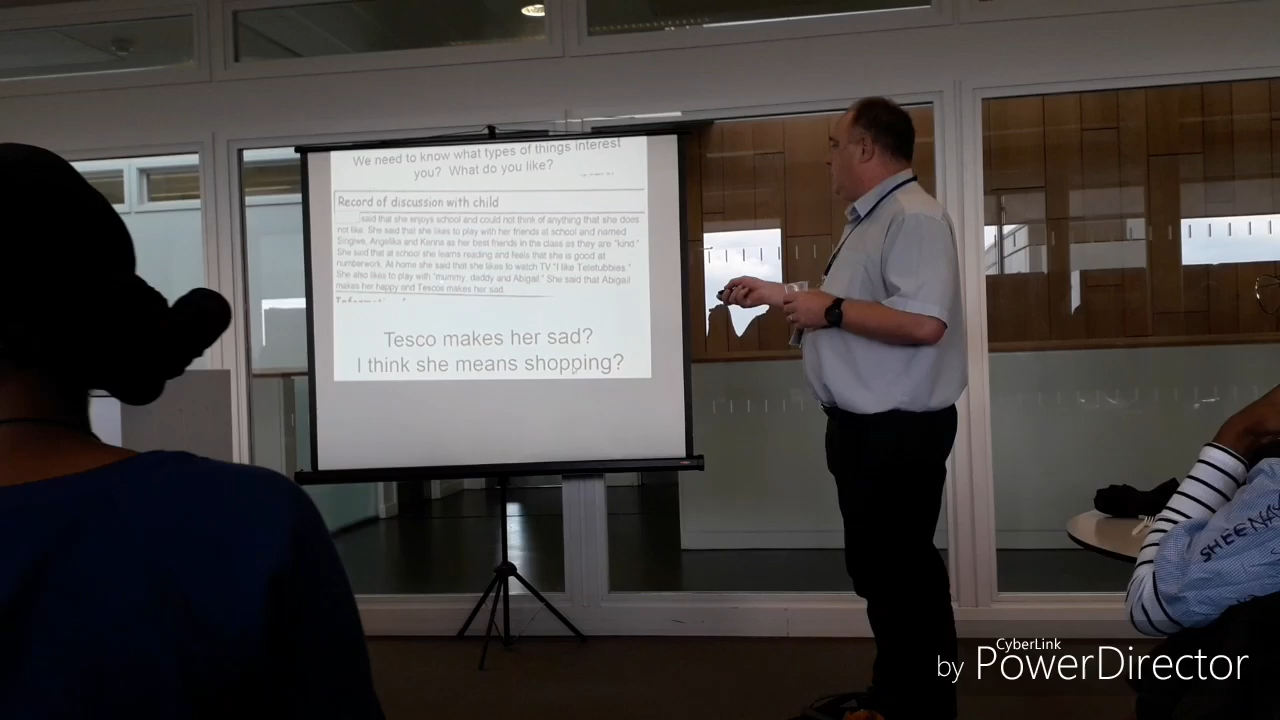 We need to know what types of things interest
you? What do you like?
Record of discussion with child
said that she enjoys school and could not think of anything that she does
not like. She said that she likes to play with her friends at school and named
Singiwe, Angelika and Kenna as her best friends in the class as they are "kind."
She said that at school she learns reading and feels that she is good at
numberwork. At home she said that she likes to watch TV "I like Teletubbies."
She also likes to play with "mummy, daddy and Abigail." She said that Abigail
makes her happy and Tescos makes her sad.
Tesco makes her sad?
I think she means shopping?
SHEENA
by CyberLink
PowerDirector